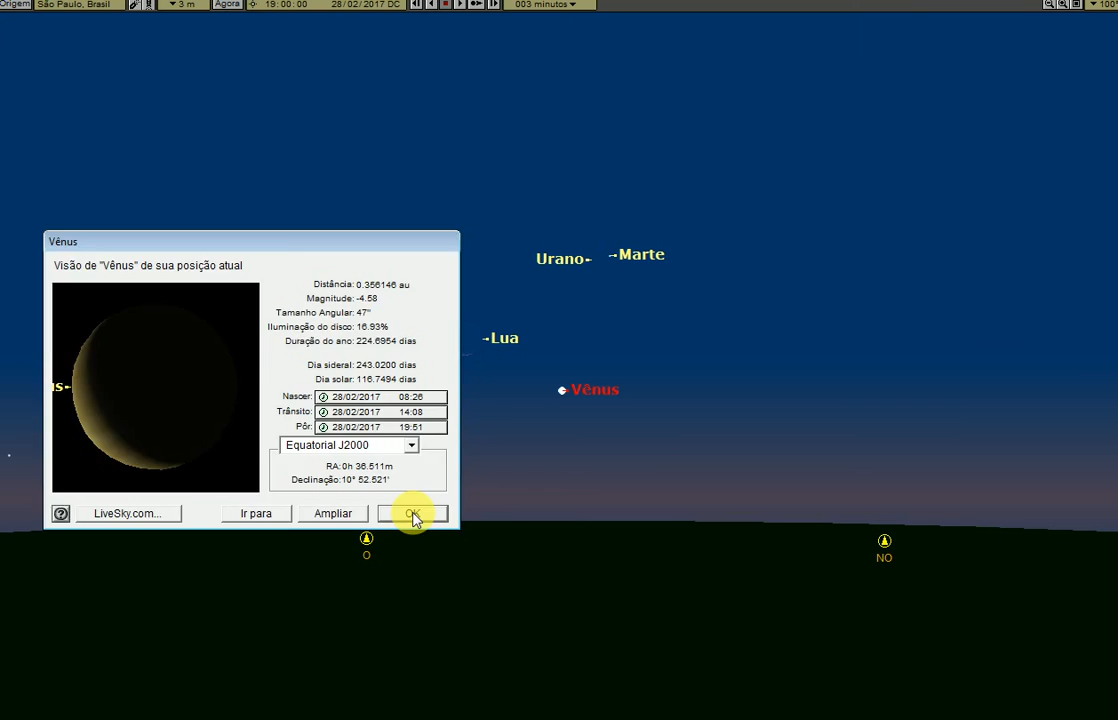 Origem São Paulo, Brasil 3 m Agora 19:00:00 28/02/2017 DC 003 minutos 100°
Urano Marte
Lua
Vênus
Vênus
Visão de "Vênus" de sua posição atual
Distância: 0.356146 au
Magnitude: -4.58
Tamanho Angular: 47"
Iluminação do disco: 16.93%
Duração do ano: 224.6954 dias
Dia sideral: 243.0200 dias
Dia solar: 116.7494 dias
us
Nascer: 28/02/2017 08:26
Trânsito: 28/02/2017 14:08
Pôr: 28/02/2017 19:51
Equatorial J2000
RA: 0h 36.511m
Declinação: 10° 52.521'
? LiveSky.com... Ir para Ampliar OK
O
NO